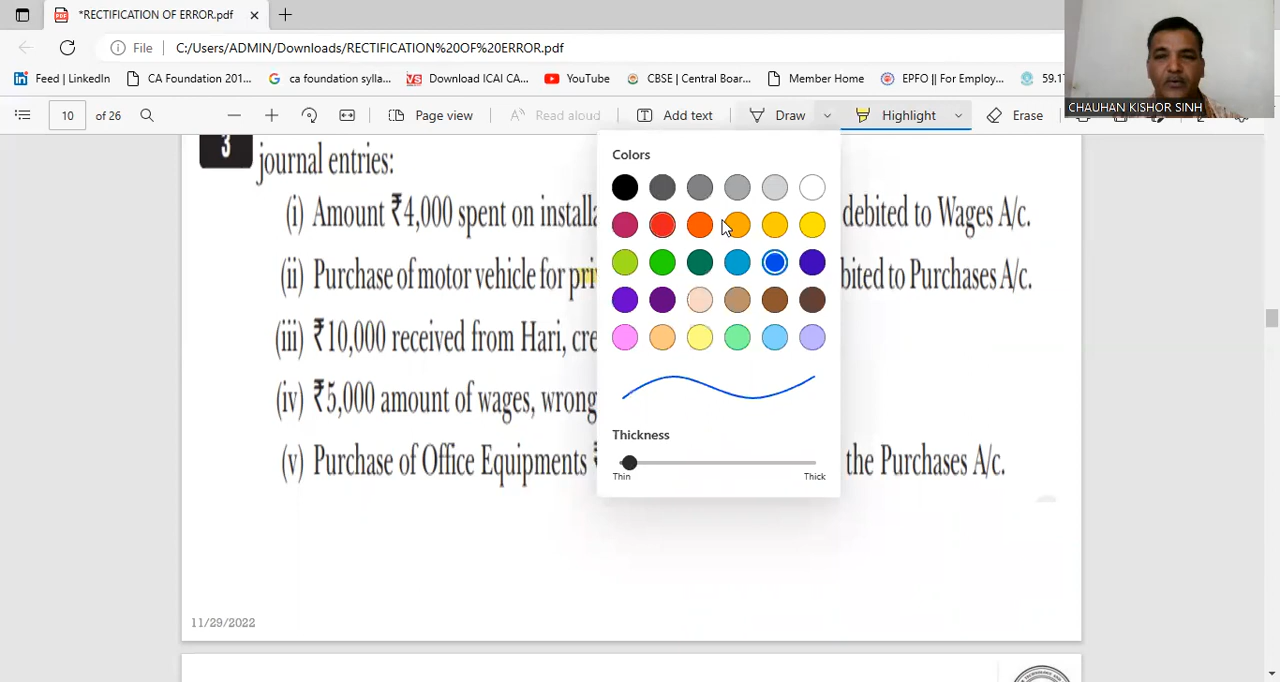 *RECTIFICATION OF ERROR.pdf
File C:/Users/ADMIN/Downloads/RECTIFICATION%20OF%20ERROR.pdf
Feed | LinkedIn CA Foundation 201... ca foundation sylla... Download ICAI CA... YouTube CBSE | Central Boar... Member Home EPFO || For Employ... 59.1
CHAUHAN KISHOR SINH
10 of 26 Page view Read aloud Add text Draw Highlight Erase
3 journal entries:
(i) Amount ₹4,000 spent on installa debited to Wages A/c.
(ii) Purchase of motor vehicle for pri bited to Purchases A/c.
(iii) ₹10,000 received from Hari, cre
(iv) ₹5,000 amount of wages, wrong
(v) Purchase of Office Equipments the Purchases A/c.
Colors
Thickness
Thin Thick
11/29/2022